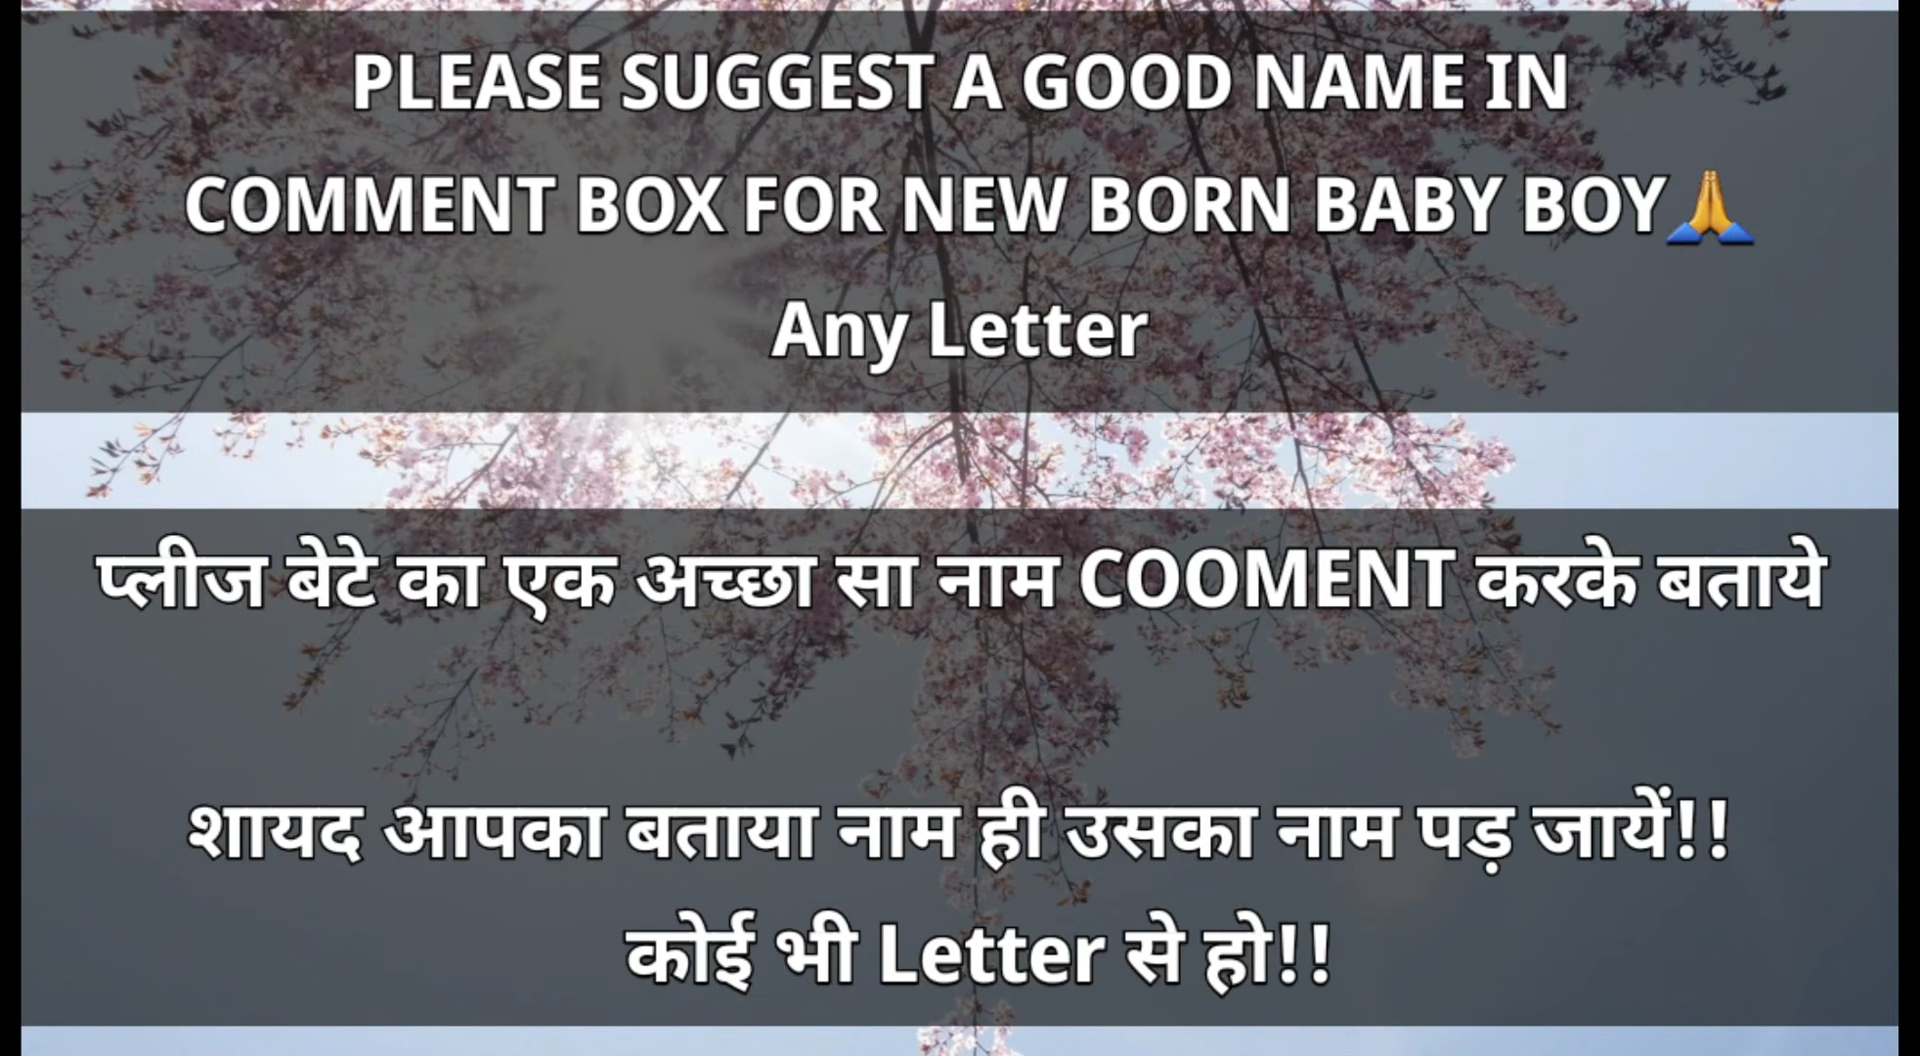 PLEASE SUGGEST A GOOD NAME IN
COMMENT BOX FOR NEW BORN BABY BOY🙏
Any Letter
प्लीज बेटे का एक अच्छा सा नाम COOMENT करके बताये
शायद आपका बताया नाम ही उसका नाम पड़ जायें!!
कोई भी Letter से हो!!